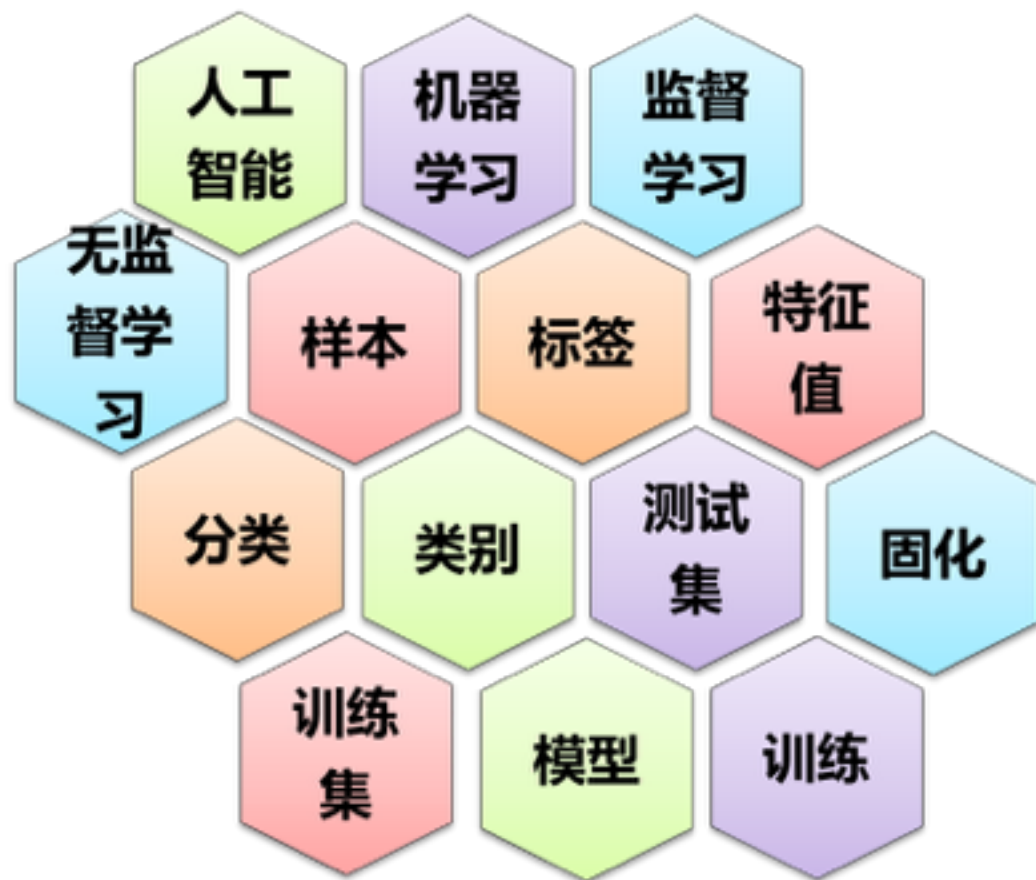 人工
智能
机器
学习
监督
学习
无监
督学
习
样本
标签
特征
值
分类
类别
测试
集
固化
训练
集
模型
训练